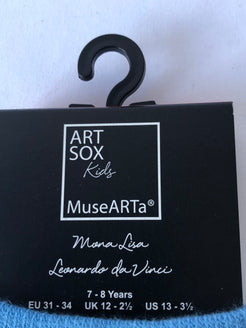 ART
SOX
Kids
MuseARTa®
Mona Lisa
Leonardo da Vinci
7 - 8 Years
EU 31 - 34 UK 12 - 2½ US 13 - 3½